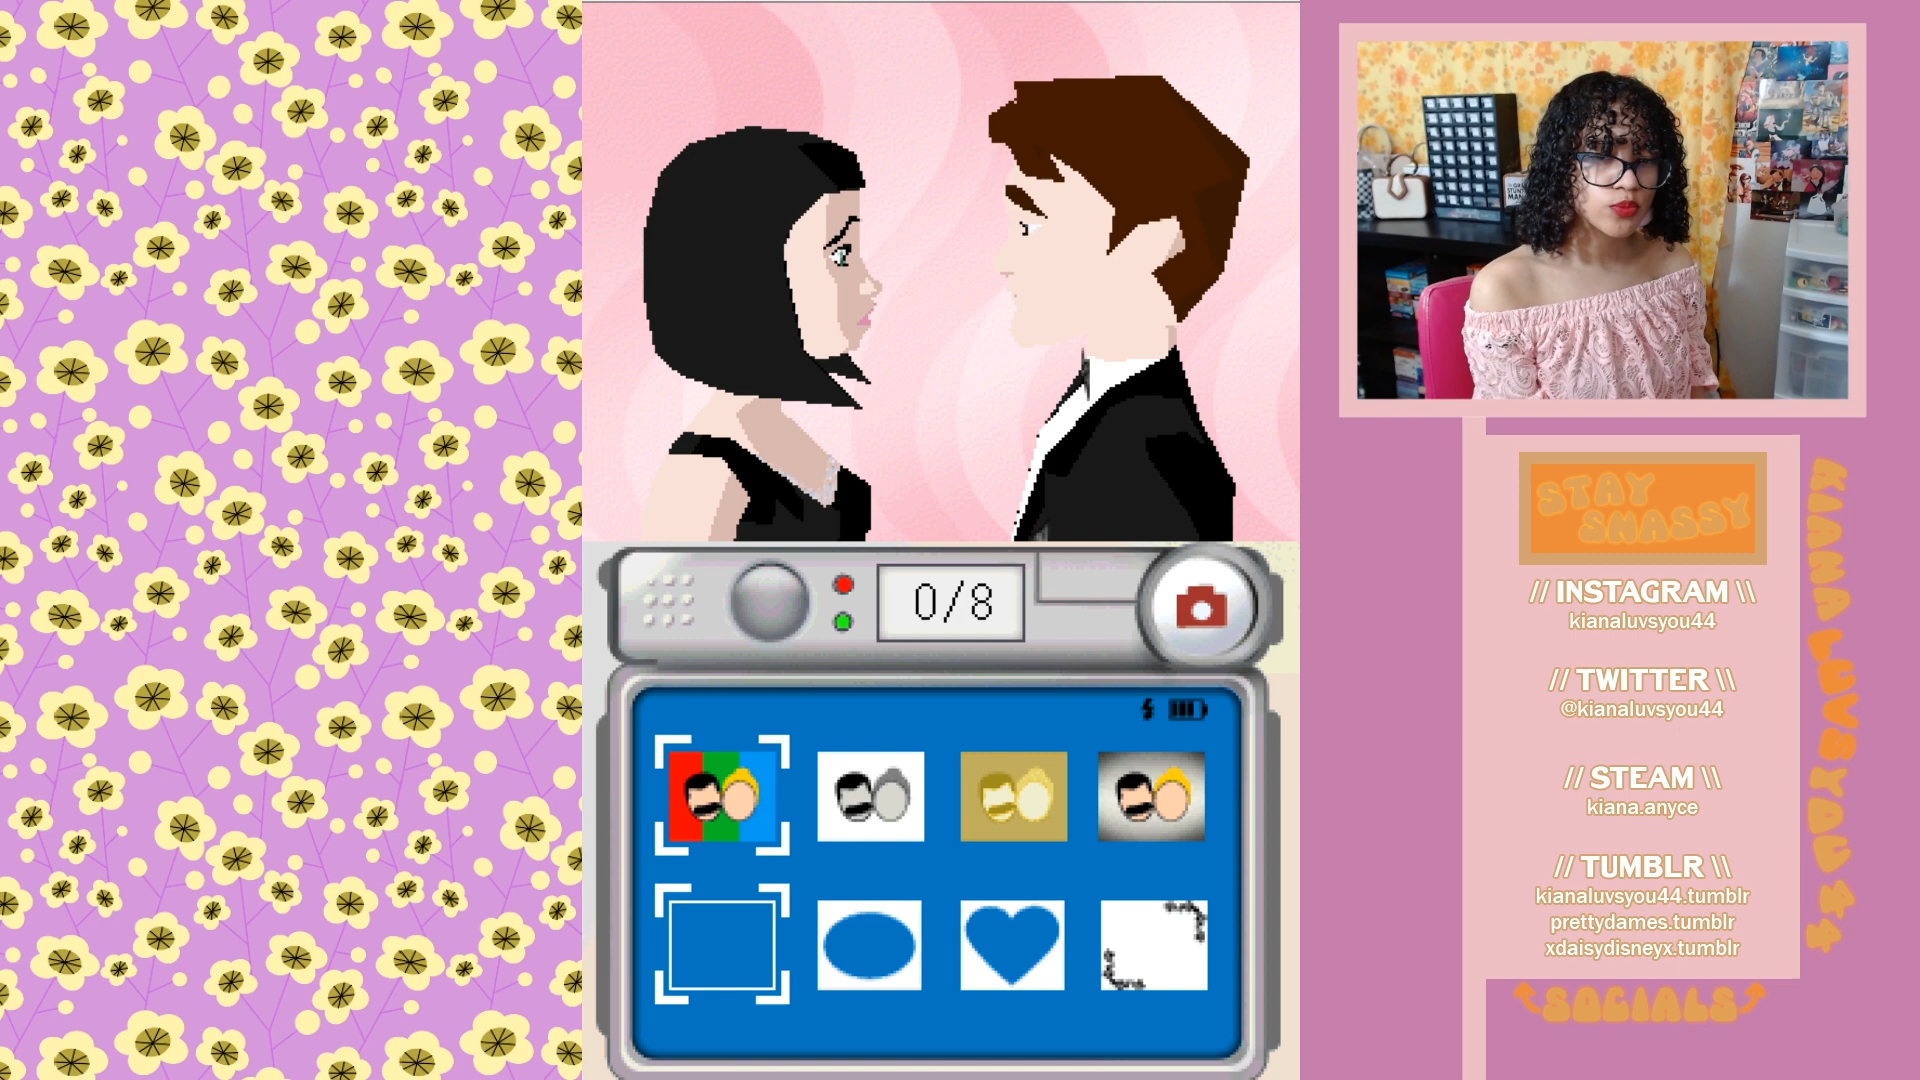 0/8
STAY
SMASSY
// INSTAGRAM \\
kianaluvsyou44
// TWITTER \\
@kianaluvsyou44
// STEAM \\
kiana.anyce
// TUMBLR \\
kianaluvsyou44.tumblr
prettydames.tumblr
xdaisydisneyx.tumblr
SOCIALS
KIANALUVSYOU44